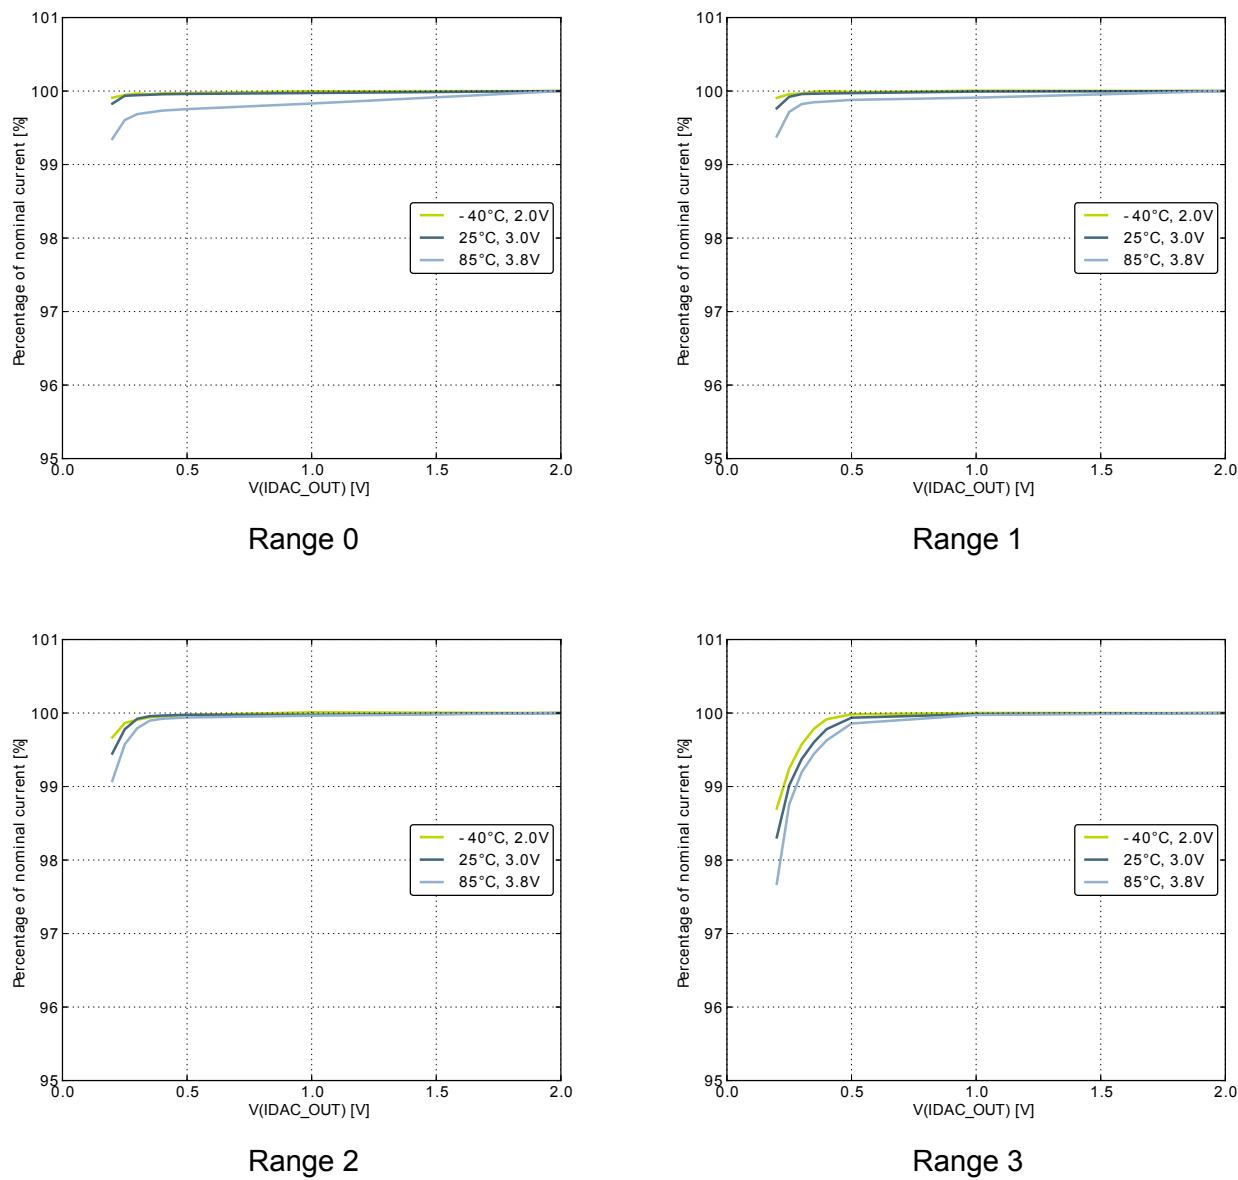 101
100
99
98
97
96
95
0.0 0.5 1.0 1.5 2.0
Percentage of nominal current [%]
V(IDAC_OUT) [V]
-40°C, 2.0V
25°C, 3.0V
85°C, 3.8V
Range 0
101
100
99
98
97
96
95
0.0 0.5 1.0 1.5 2.0
Percentage of nominal current [%]
V(IDAC_OUT) [V]
-40°C, 2.0V
25°C, 3.0V
85°C, 3.8V
Range 1
101
100
99
98
97
96
95
0.0 0.5 1.0 1.5 2.0
Percentage of nominal current [%]
V(IDAC_OUT) [V]
-40°C, 2.0V
25°C, 3.0V
85°C, 3.8V
Range 2
101
100
99
98
97
96
95
0.0 0.5 1.0 1.5 2.0
Percentage of nominal current [%]
V(IDAC_OUT) [V]
-40°C, 2.0V
25°C, 3.0V
85°C, 3.8V
Range 3